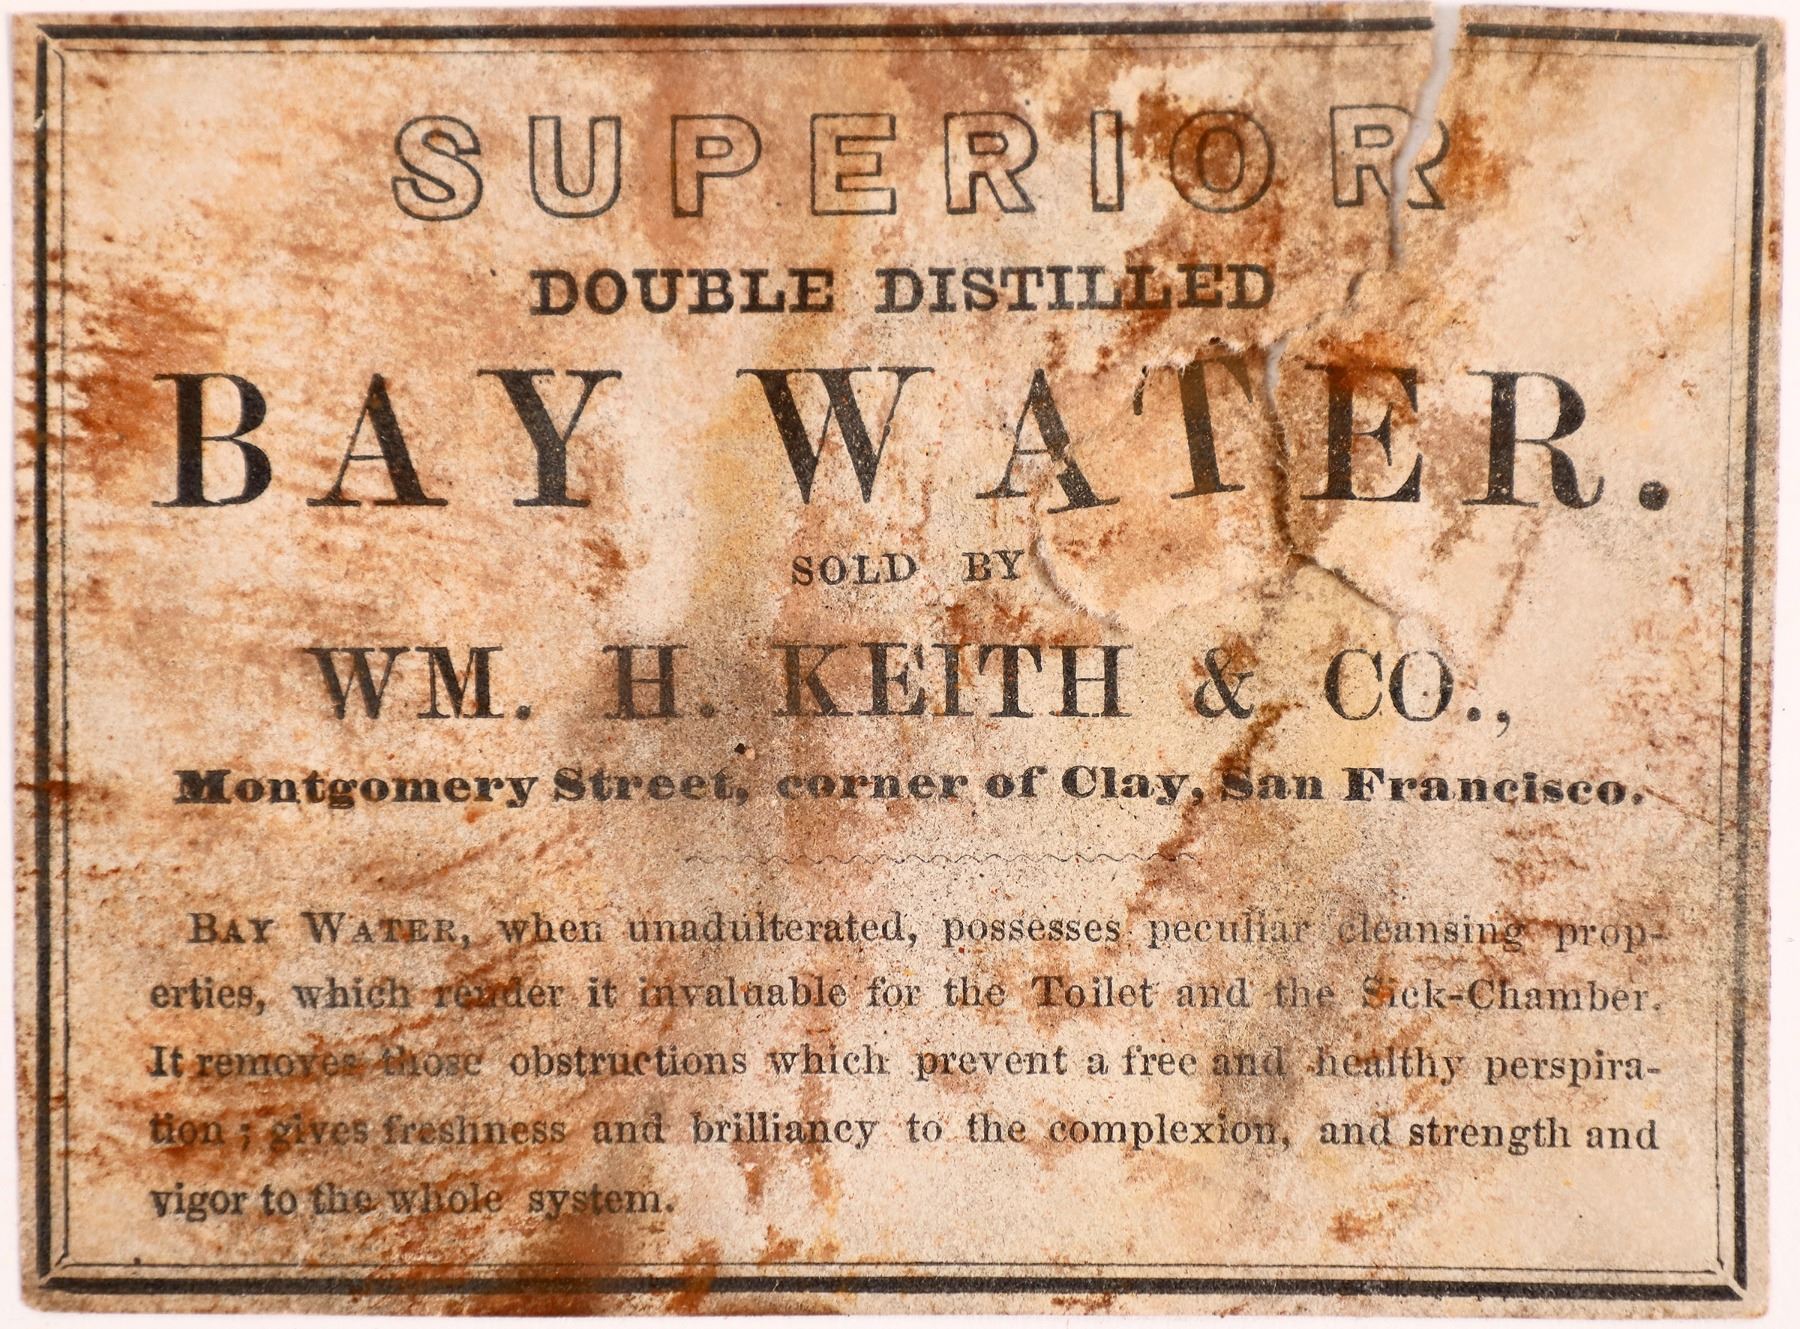 SUPERIOR
DOUBLE DISTILLED
BAY WATER.
SOLD BY
WM. H. KEITH & CO.,
Montgomery Street, corner of Clay, San Francisco.
BAY WATER, when unadulterated, possesses peculiar cleansing prop-
erties, which render it invaluable for the Toilet and the Sick-Chamber.
It removes those obstructions which prevent a free and healthy perspira-
tion ; gives freshness and brilliancy to the complexion, and strength and
vigor to the whole system.